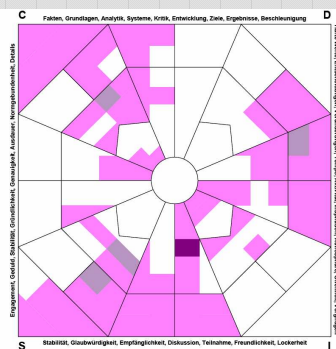 C
D
Fakten, Grundlagen, Analytik, Systeme, Kritik, Entwicklung, Ziele, Ergebnisse, Beschleunigung
Engagement, Geduld, Stabilität, Gründlichkeit, Genauigkeit, Ausdauer, Normgebundenheit, Details
S
I
Stabilität, Glaubwürdigkeit, Empfänglichkeit, Diskussion, Teilnahme, Freundlichkeit, Lockerheit